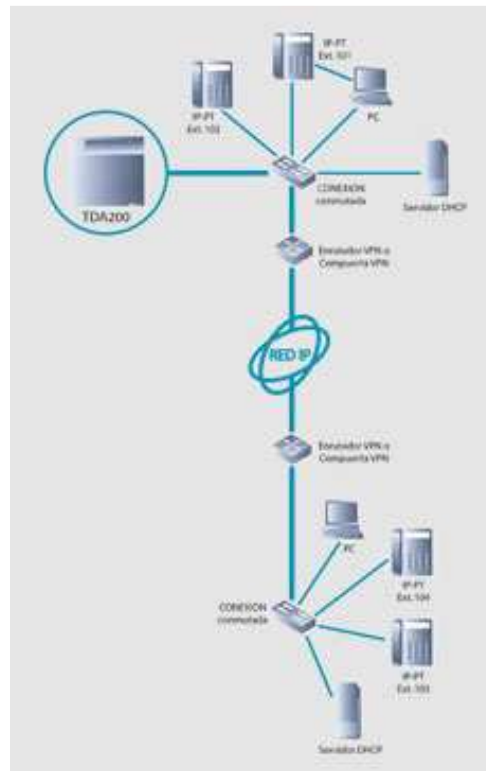 IP-PT
Ext. 101
IP-PT
Ext. 102
PC
TDA200
CONEXION
conmutada
Servidor DHCP
Enrutador VPN o
Compuerta VPN
RED IP
Enrutador VPN o
Compuerta VPN
PC
IP-PT
Ext. 104
CONEXION
conmutada
IP-PT
Ext. 103
Servidor DHCP